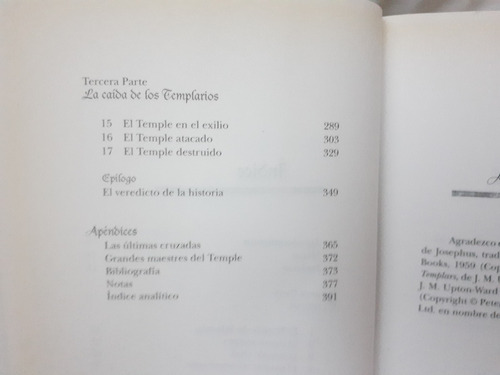 Tercera Parte
La caída de los Templarios
15 El Temple en el exilio 289
16 El Temple atacado 303
17 El Temple destruido 329
Epílogo
El veredicto de la historia 349
Apéndices
Las últimas cruzadas 365
Grandes maestres del Temple 372
Bibliografía 373
Notas 377
Índice analítico 391
Agradezco
de Josephus, trad
Books, 1959 (Cop
Templars, de J. M. U
J. M. Upton-Ward
(Copyright © Pete
Ltd. en nombre de